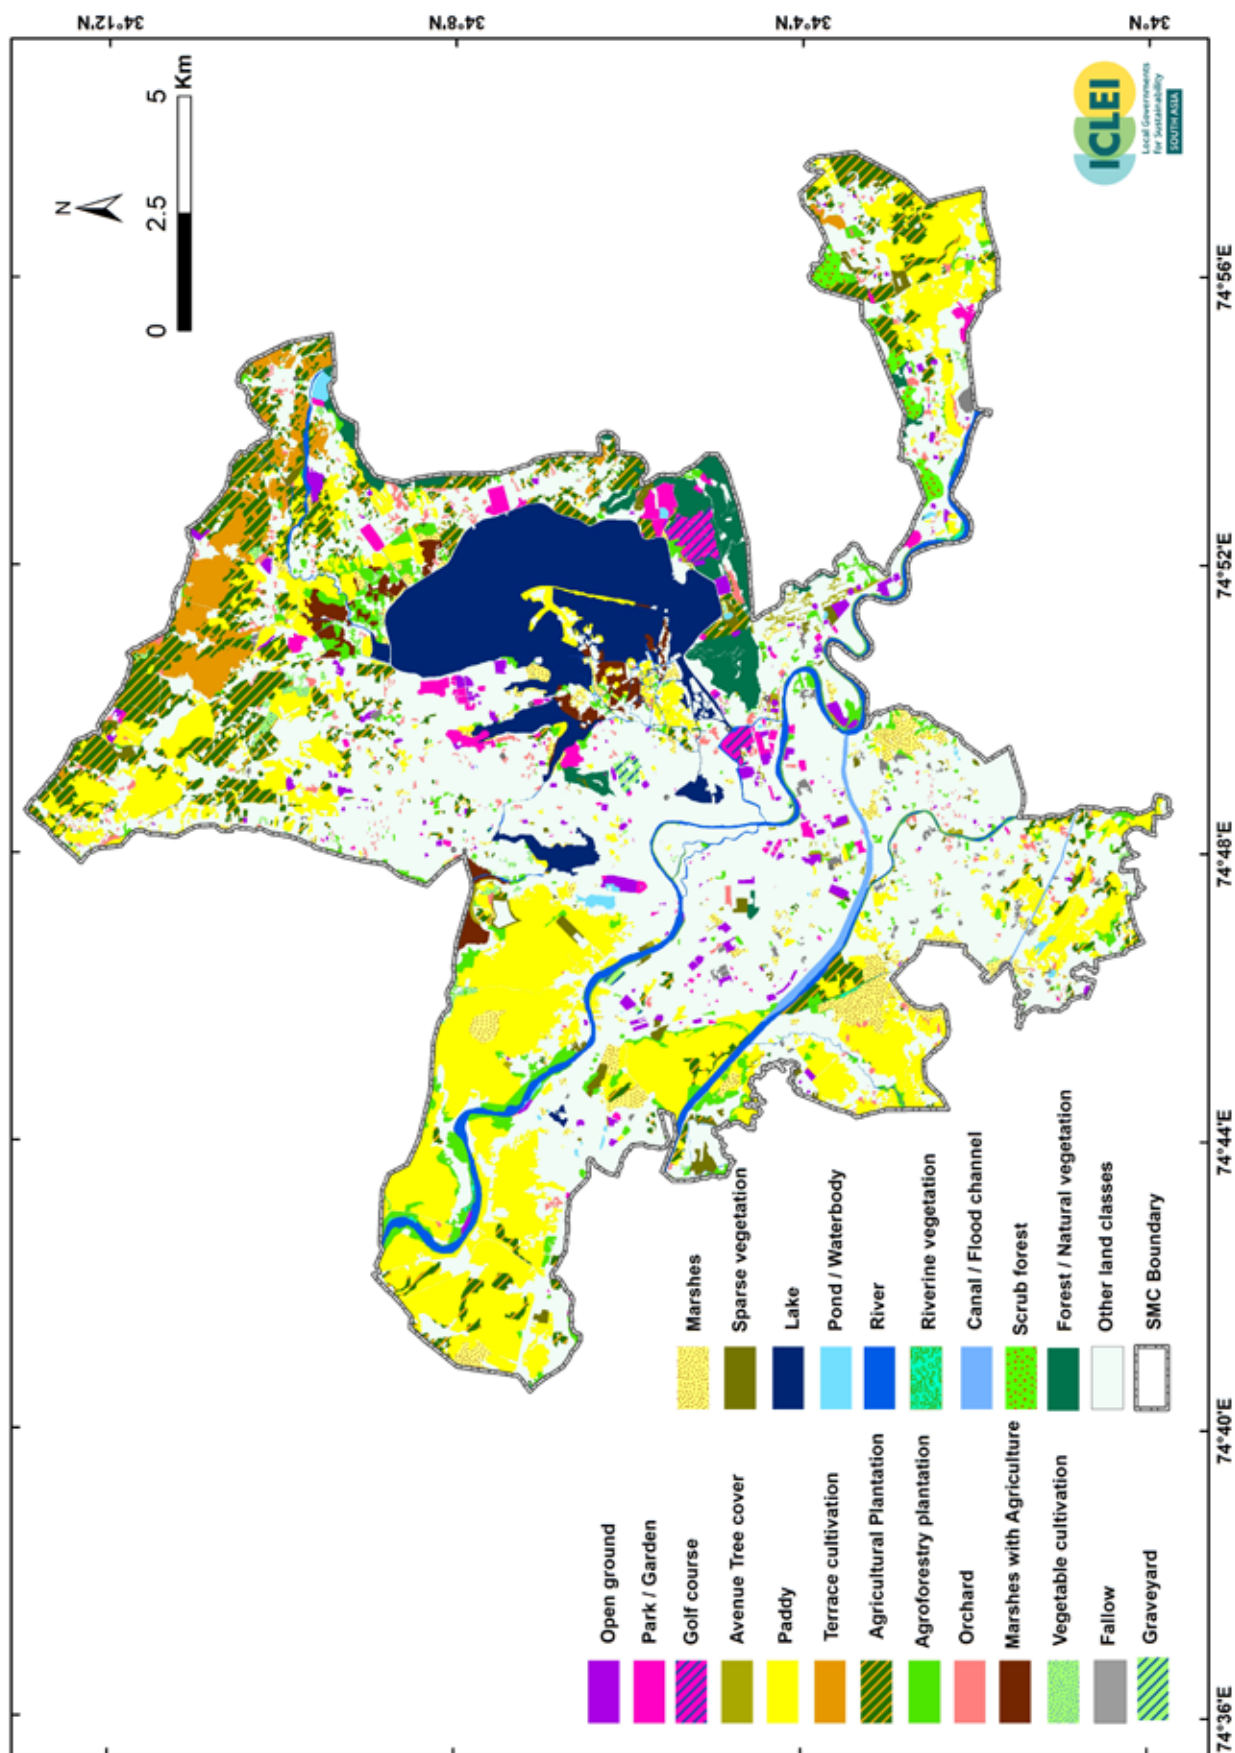 34°12'N
34°8'N
34°4'N
34°N
N
0 2.5 5
Km
ICLEI
Local Governments
for Sustainability
SOUTH ASIA
74°36'E
74°40'E
74°44'E
74°48'E
74°52'E
74°56'E
Open ground
Park / Garden
Golf course
Avenue Tree cover
Paddy
Terrace cultivation
Agricultural Plantation
Agroforestry plantation
Orchard
Marshes with Agriculture
Vegetable cultivation
Fallow
Graveyard
Marshes
Sparse vegetation
Lake
Pond / Waterbody
River
Riverine vegetation
Canal / Flood channel
Scrub forest
Forest / Natural vegetation
Other land classes
SMC Boundary